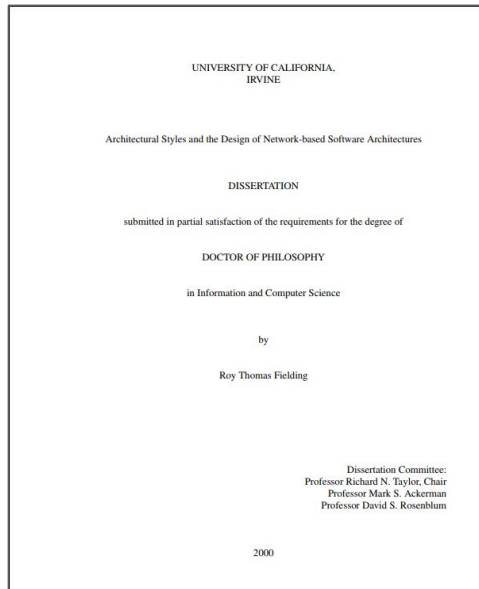 UNIVERSITY OF CALIFORNIA,
IRVINE
Architectural Styles and the Design of Network-based Software Architectures
DISSERTATION
submitted in partial satisfaction of the requirements for the degree of
DOCTOR OF PHILOSOPHY
in Information and Computer Science
by
Roy Thomas Fielding
Dissertation Committee:
Professor Richard N. Taylor, Chair
Professor Mark S. Ackerman
Professor David S. Rosenblum
2000